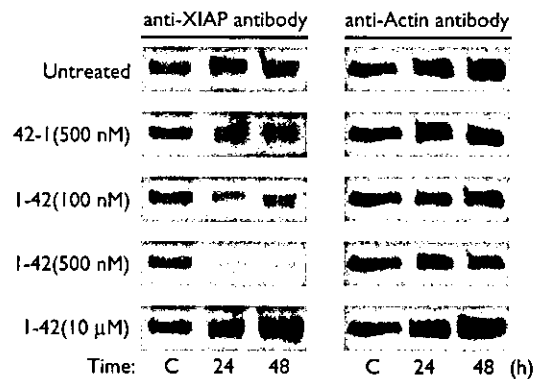 anti-XIAP antibody anti-Actin antibody
Untreated
42-1(500 nM)
1-42(100 nM)
1-42(500 nM)
1-42(10 μM)
Time: C 24 48 C 24 48 (h)